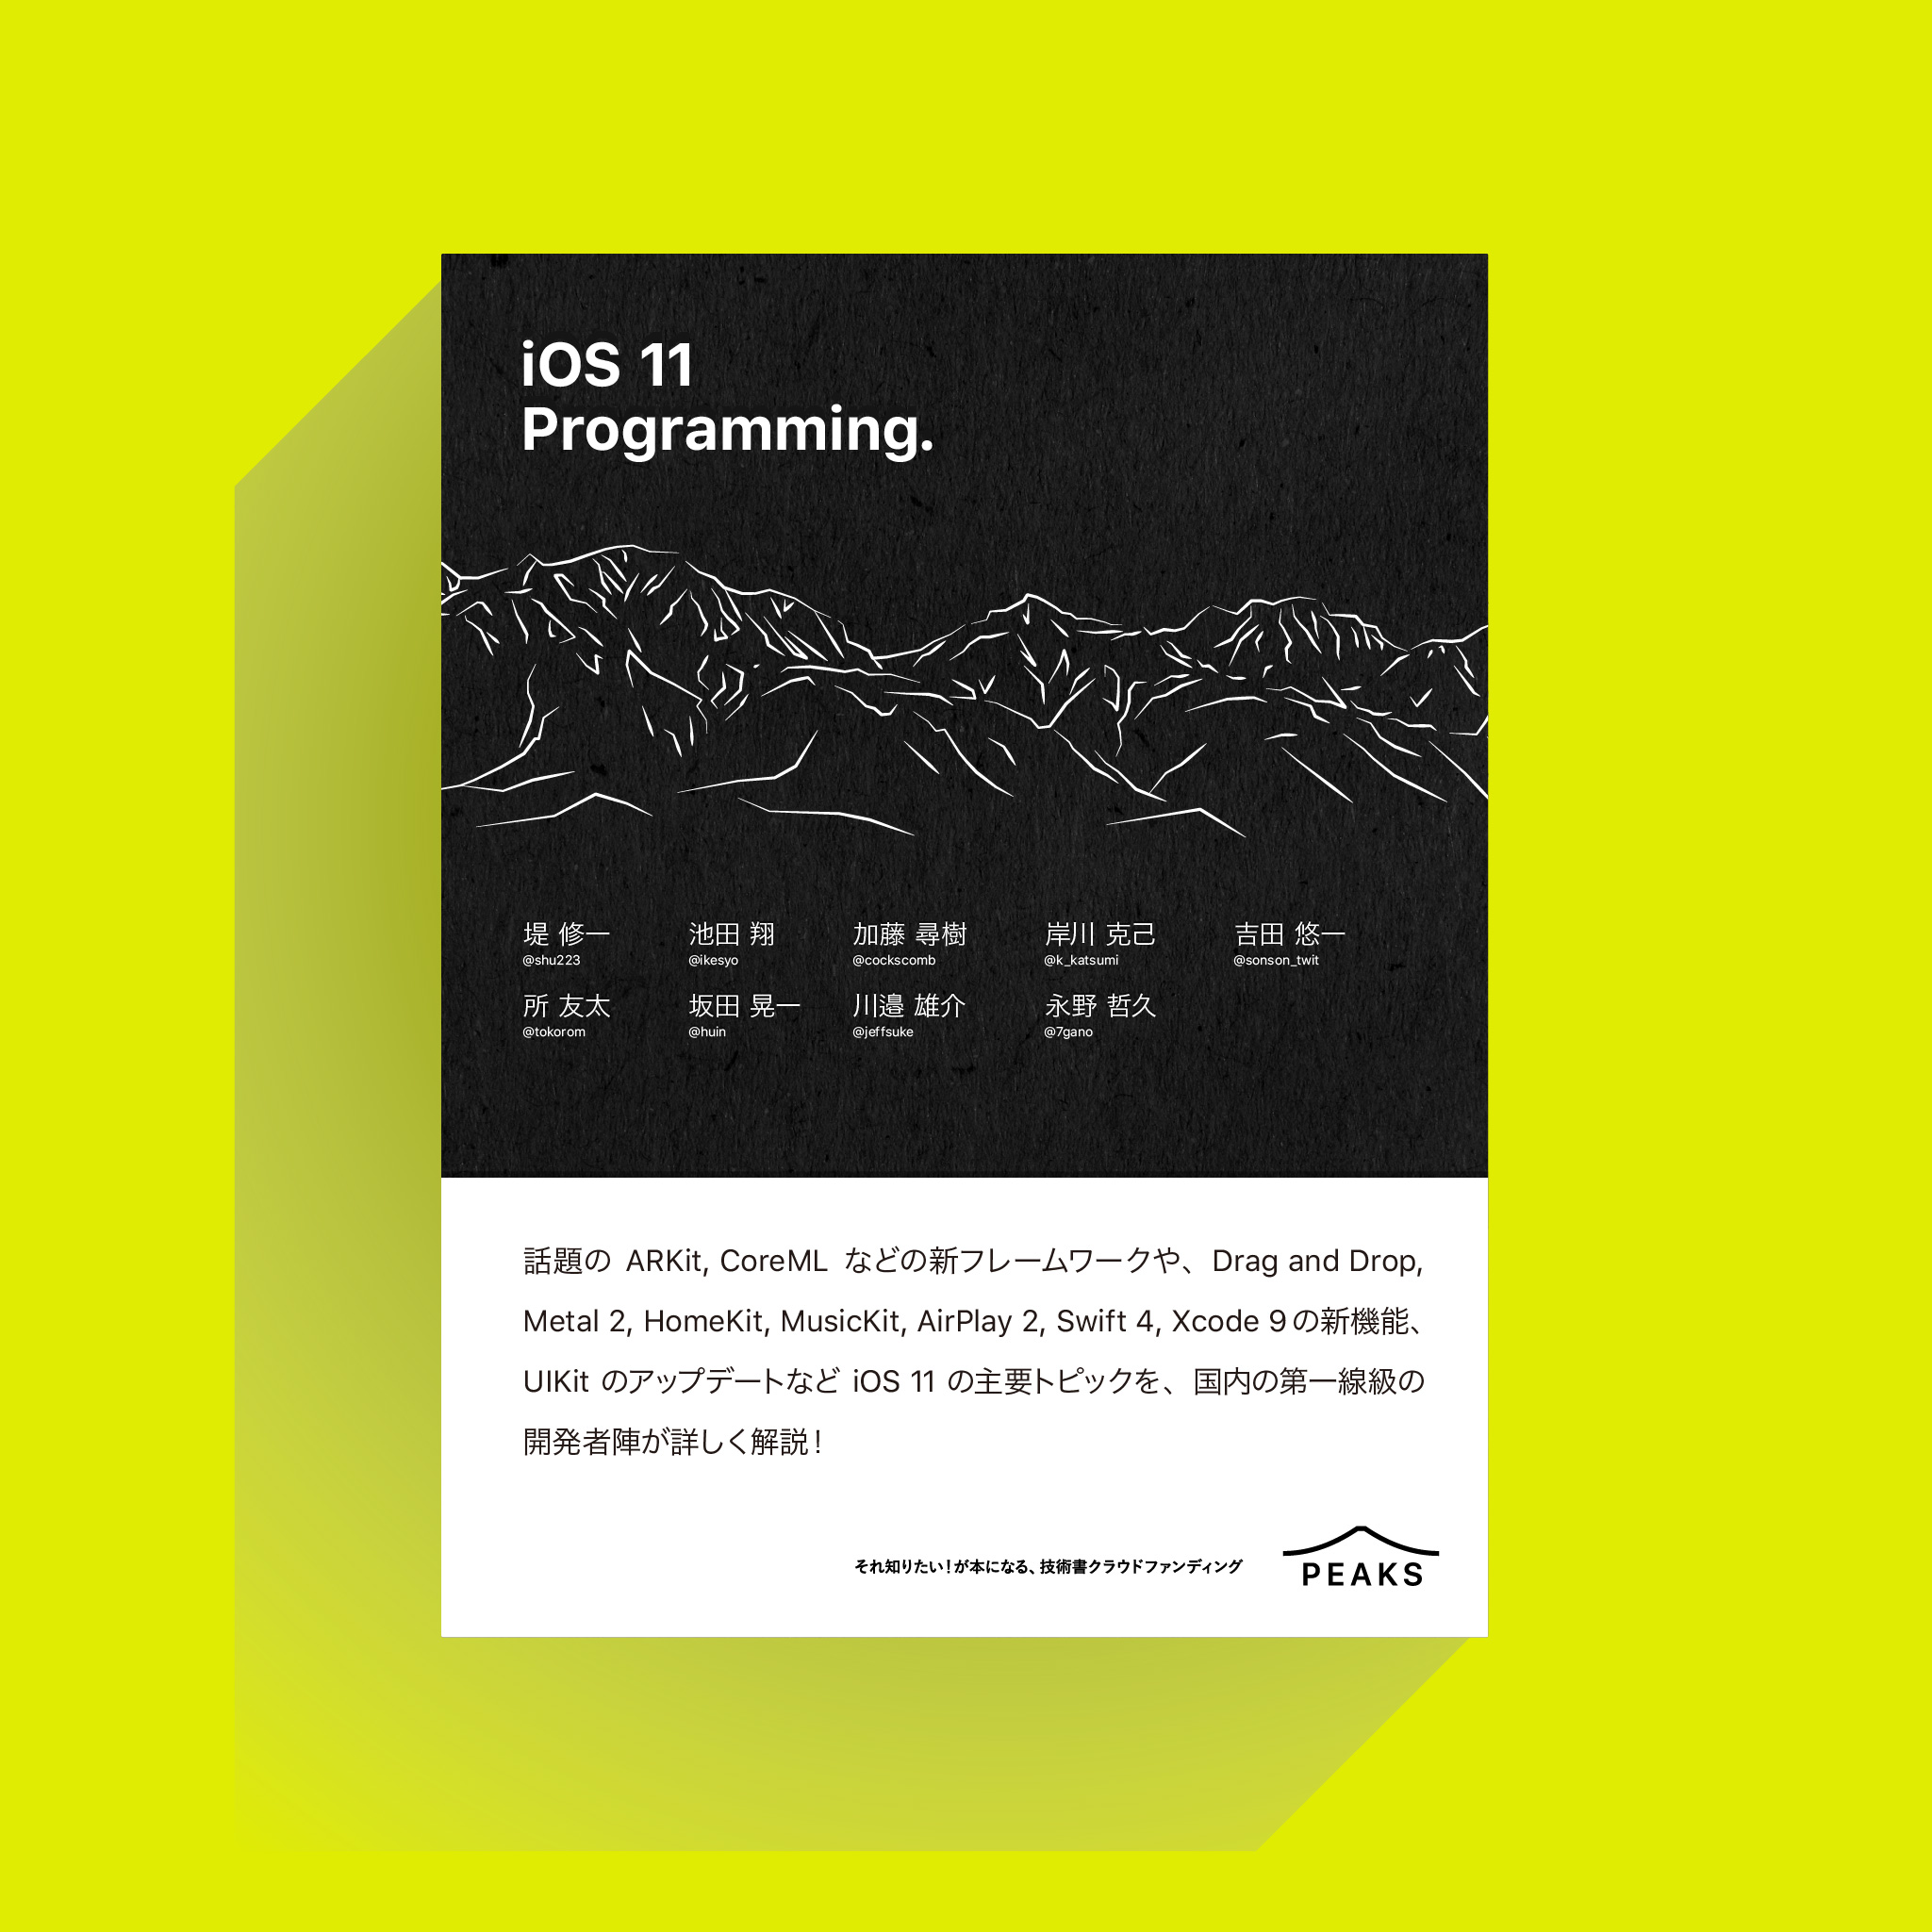 iOS 11
Programming.
堤 修一 池田 翔 加藤 尋樹 岸川 克己 吉田 悠一
@shu223 @ikesyo @cockscomb @k_katsumi @sonson_twit
所 友太 坂田 晃一 川邉 雄介 永野 哲久
@tokorom @huin @jeffsuke @7gano
話題の ARKit, CoreML などの新フレームワークや、Drag and Drop,
Metal 2, HomeKit, MusicKit, AirPlay 2, Swift 4, Xcode 9の新機能、
UIKit のアップデートなど iOS 11 の主要トピックを、国内の第一線級の
開発者陣が詳しく解説！
それ知りたい！が本になる、技術書クラウドファンディング
PEAKS